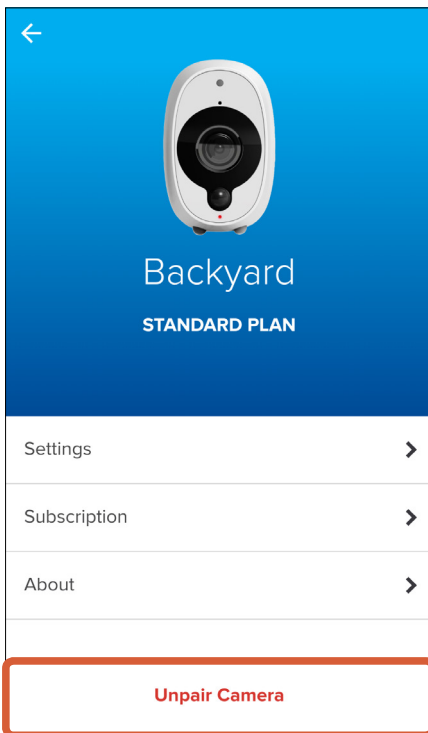 Backyard
STANDARD PLAN
Settings
Subscription
About
Unpair Camera